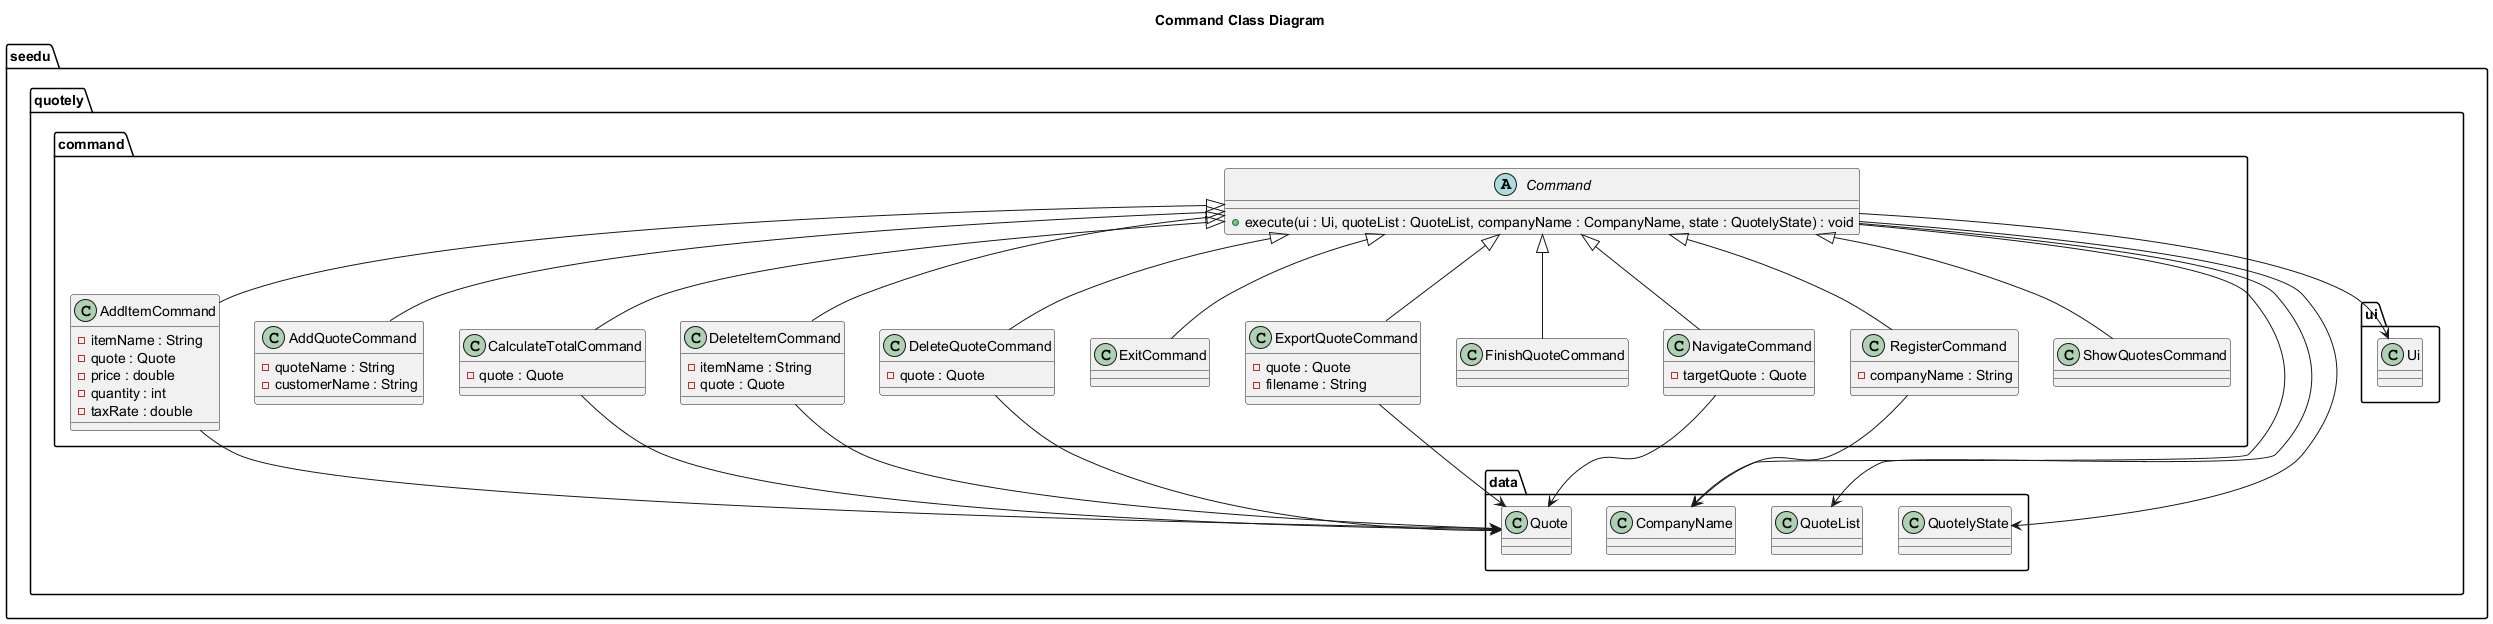 Command Class Diagram
seedu
quotely
command
A Command
execute(ui : Ui, quoteList : QuoteList, companyName : CompanyName, state : QuotelyState) : void
C AddItemCommand
itemName : String
quote : Quote
price : double
quantity : int
taxRate : double
C AddQuoteCommand
quoteName : String
customerName : String
C CalculateTotalCommand
quote : Quote
C DeleteItemCommand
itemName : String
quote : Quote
C DeleteQuoteCommand
quote : Quote
C ExitCommand
C ExportQuoteCommand
quote : Quote
filename : String
C FinishQuoteCommand
C NavigateCommand
targetQuote : Quote
C RegisterCommand
companyName : String
C ShowQuotesCommand
ui
C Ui
data
C Quote
C CompanyName
C QuoteList
C QuotelyState